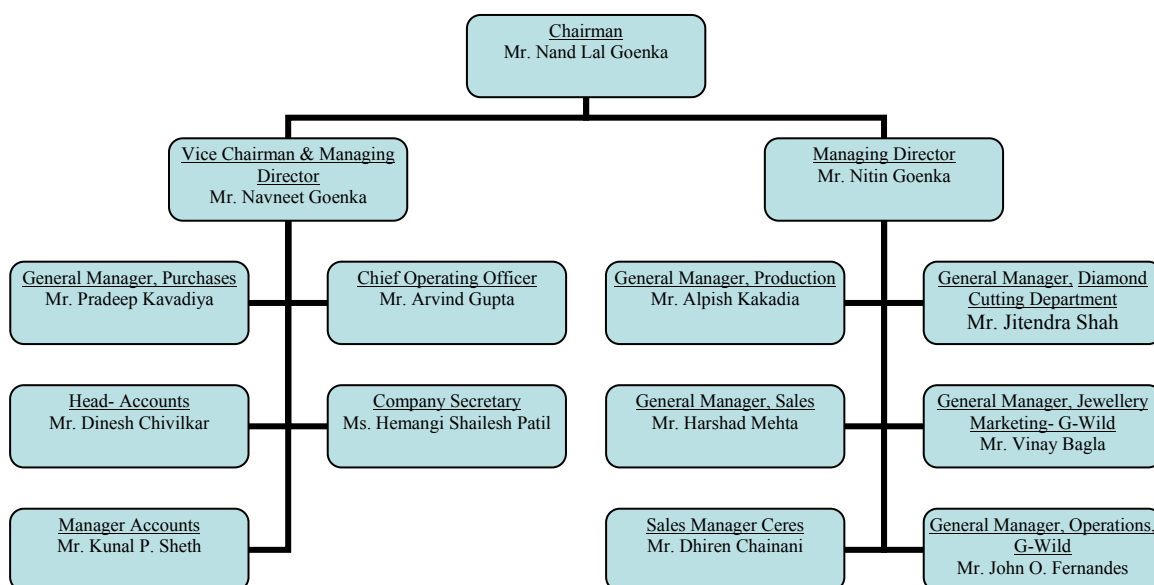 Chairman
Mr. Nand Lal Goenka
Vice Chairman & Managing
Director
Mr. Navneet Goenka
Managing Director
Mr. Nitin Goenka
General Manager, Purchases
Mr. Pradeep Kavadiya
Chief Operating Officer
Mr. Arvind Gupta
General Manager, Production
Mr. Alpish Kakadia
General Manager, Diamond
Cutting Department
Mr. Jitendra Shah
Head- Accounts
Mr. Dinesh Chivilkar
Company Secretary
Ms. Hemangi Shailesh Patil
General Manager, Sales
Mr. Harshad Mehta
General Manager, Jewellery
Marketing- G-Wild
Mr. Vinay Bagla
Manager Accounts
Mr. Kunal P. Sheth
Sales Manager Ceres
Mr. Dhiren Chainani
General Manager, Operations,
G-Wild
Mr. John O. Fernandes